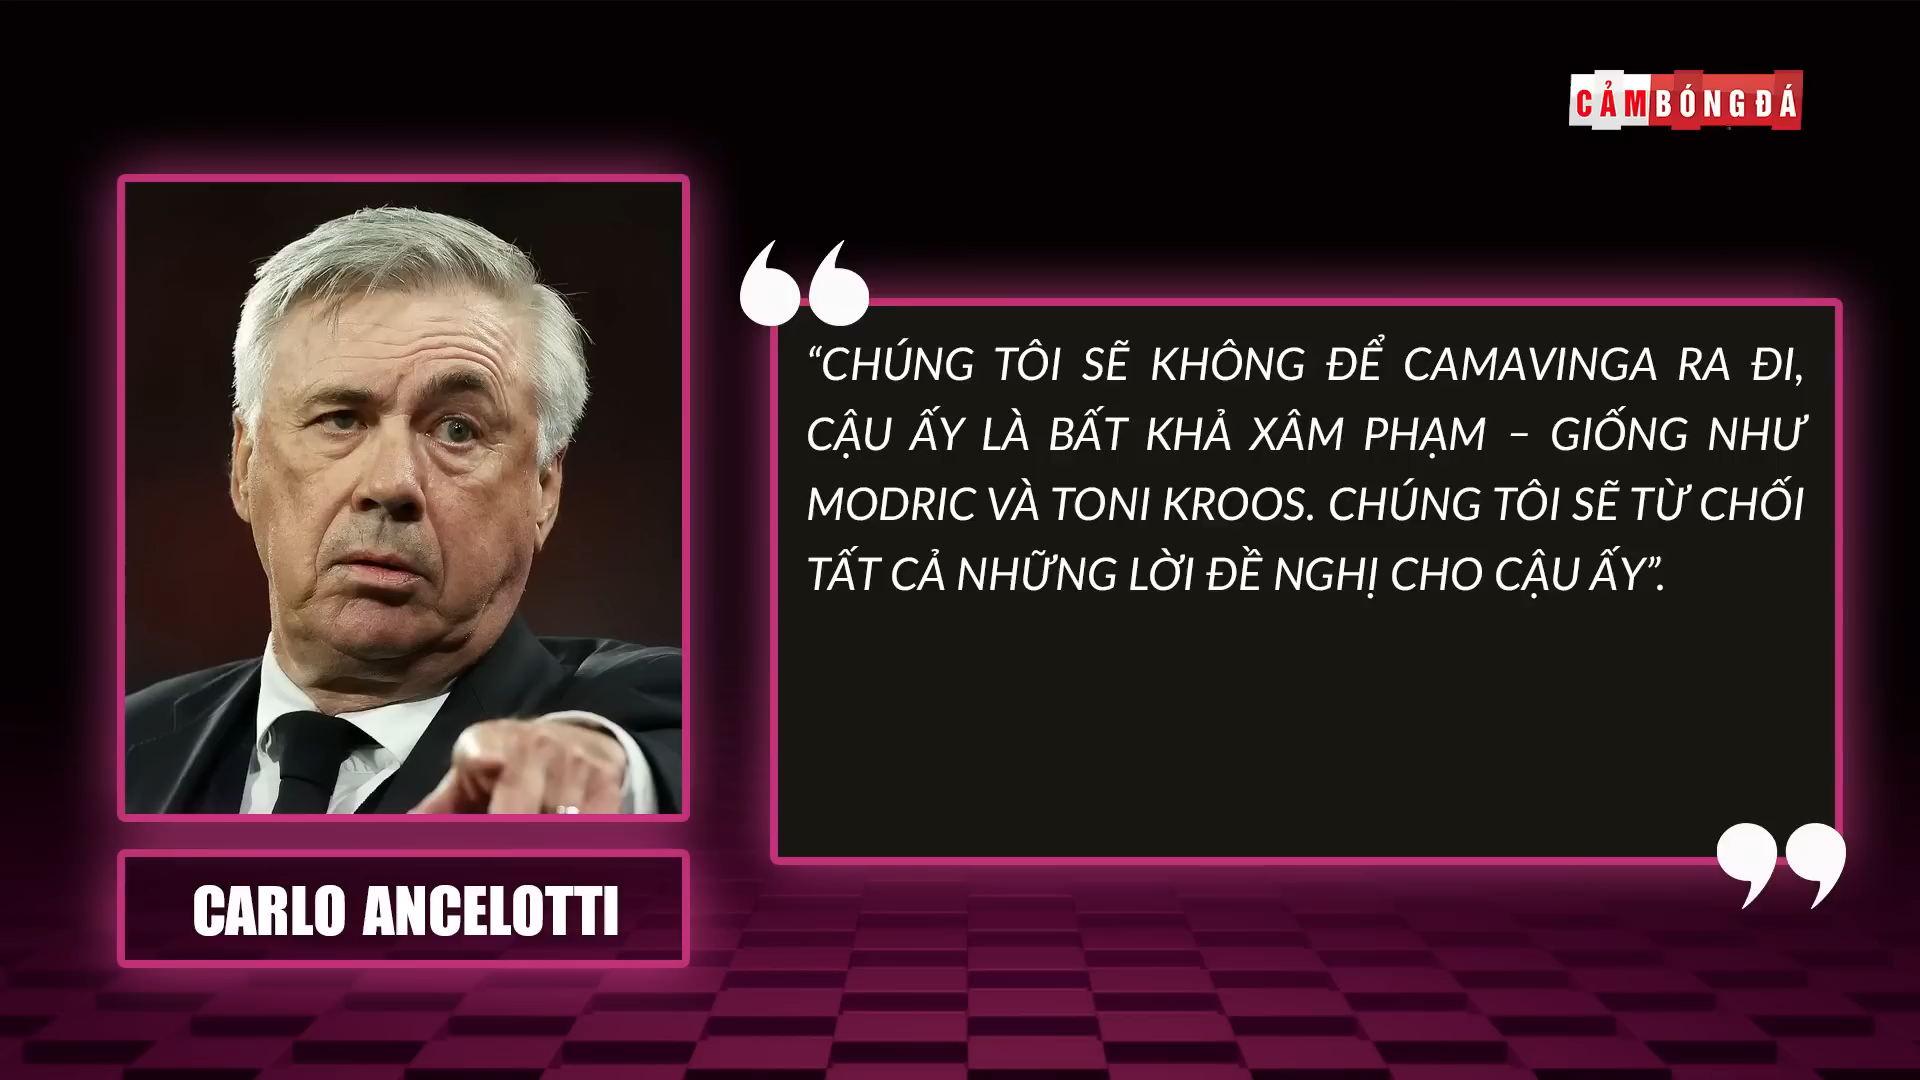 CẢMBÓNGĐÁ
“CHÚNG TÔI SẼ KHÔNG ĐỂ CAMAVINGA RA ĐI,
CẬU ẤY LÀ BẤT KHẢ XÂM PHẠM – GIỐNG NHƯ
MODRIC VÀ TONI KROOS. CHÚNG TÔI SẼ TỪ CHỐI
TẤT CẢ NHỮNG LỜI ĐỀ NGHỊ CHO CẬU ẤY”.
CARLO ANCELOTTI